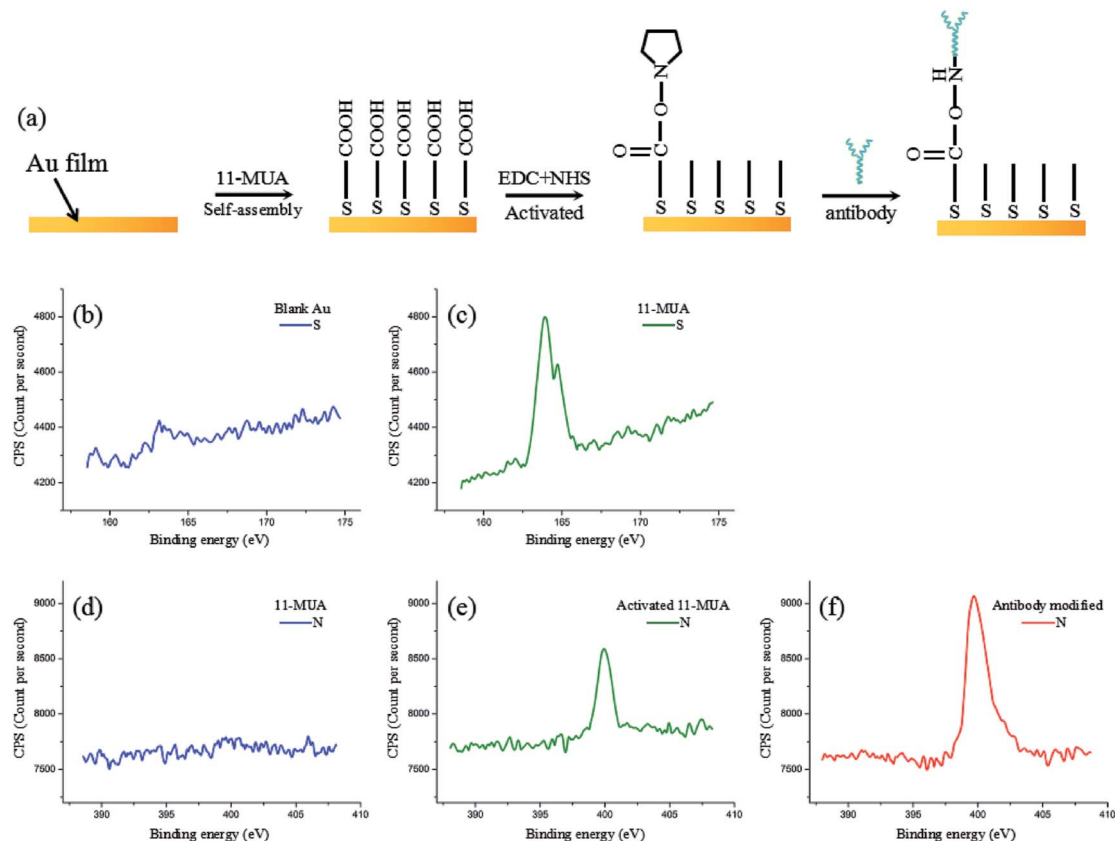 (a)
Au film
11-MUA
Self-assembly
COOH COOH COOH COOH COOH
S S S S S
EDC+NHS
Activated
N
O
O C
S S S S S
antibody
H N
O
O C
S S S S S
(b)
Blank Au
S
CPS (Count per second)
4800
4600
4400
4200
160 165 170 175
Binding energy (eV)
(c)
11-MUA
S
CPS (Count per second)
4800
4600
4400
4200
160 165 170 175
Binding energy (eV)
(d)
11-MUA
N
CPS (Count per second)
9000
8500
8000
7500
390 395 400 405 410
Binding energy (eV)
(e)
Activated 11-MUA
N
CPS (Count per second)
9000
8500
8000
7500
390 395 400 405 410
Binding energy (eV)
(f)
Antibody modified
N
CPS (Count per second)
9000
8500
8000
7500
390 395 400 405 410
Binding energy (eV)